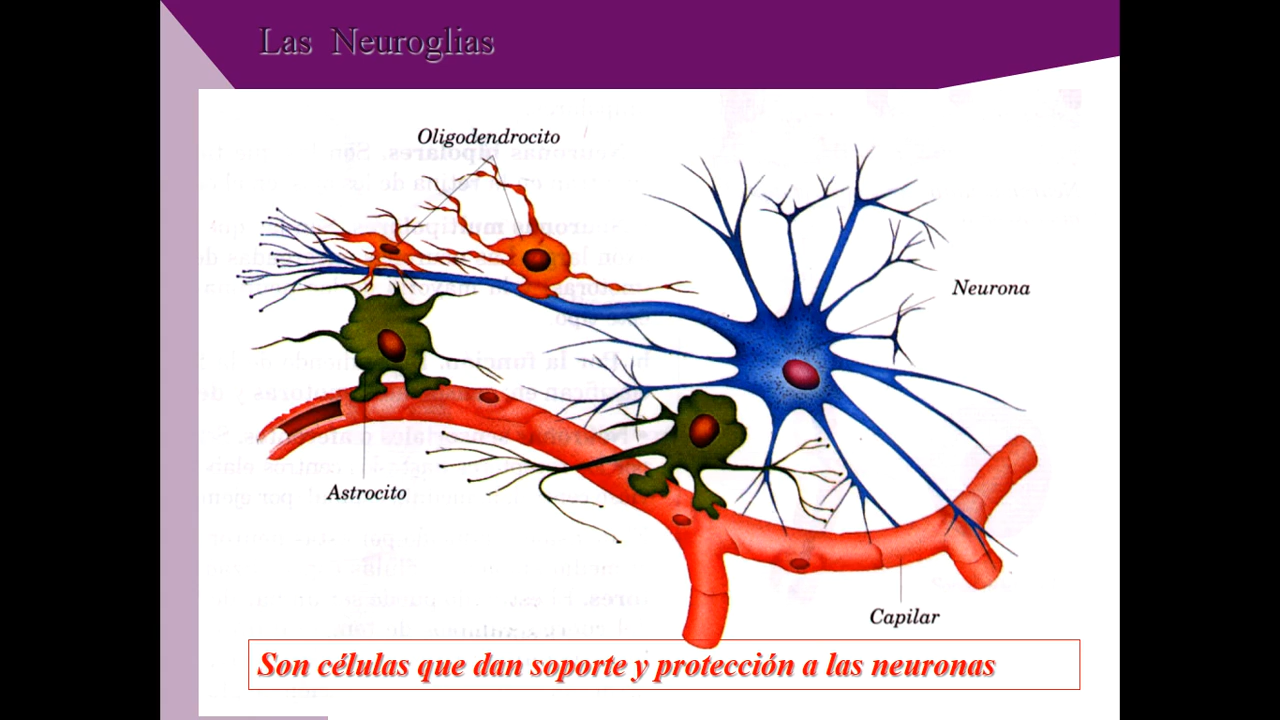 Las Neuroglias
Oligodendrocito
Neurona
Astrocito
Capilar
Son células que dan soporte y protección a las neuronas